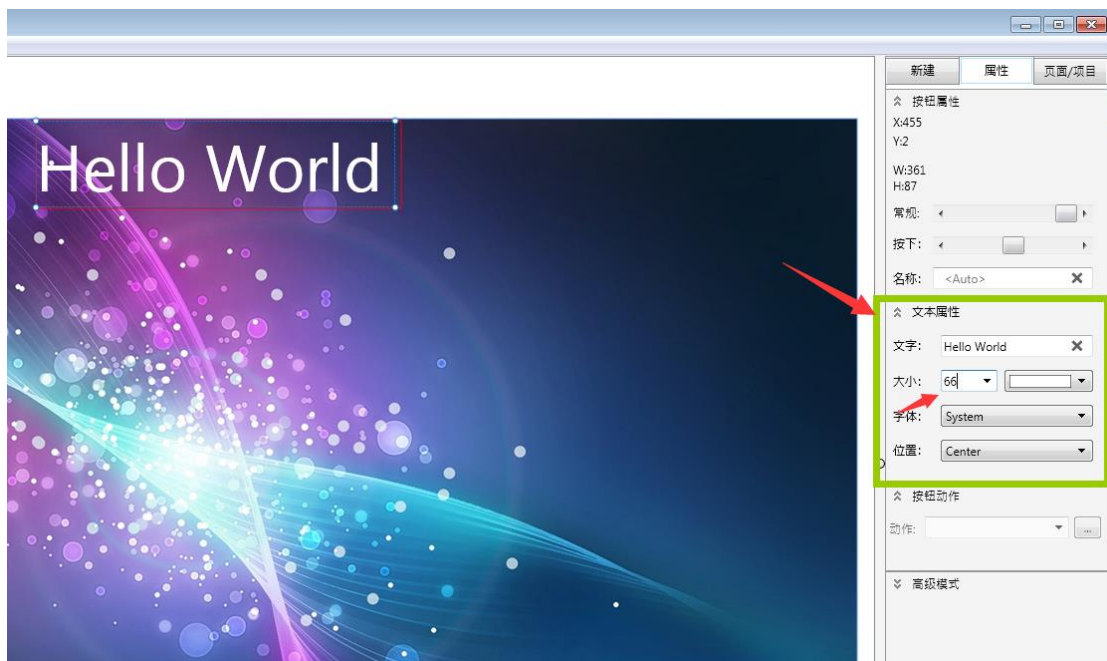 新建 属性 页面/项目
按钮属性
X:455
Y:2
W:361
H:87
常规:
按下:
名称: <Auto>
文本属性
文字: Hello World
大小: 66
字体: System
位置: Center
按钮动作
动作: ...
高级模式
Hello World